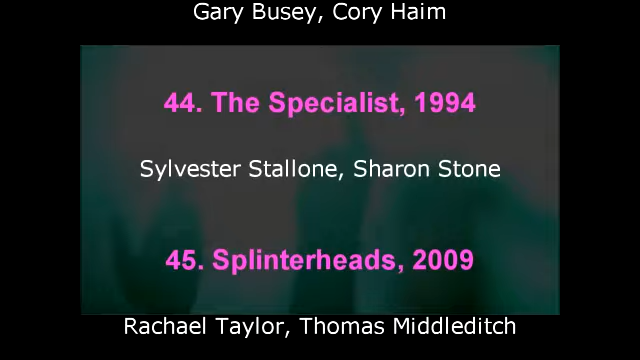 Gary Busey, Cory Haim
44. The Specialist, 1994
Sylvester Stallone, Sharon Stone
45. Splinterheads, 2009
Rachael Taylor, Thomas Middleditch